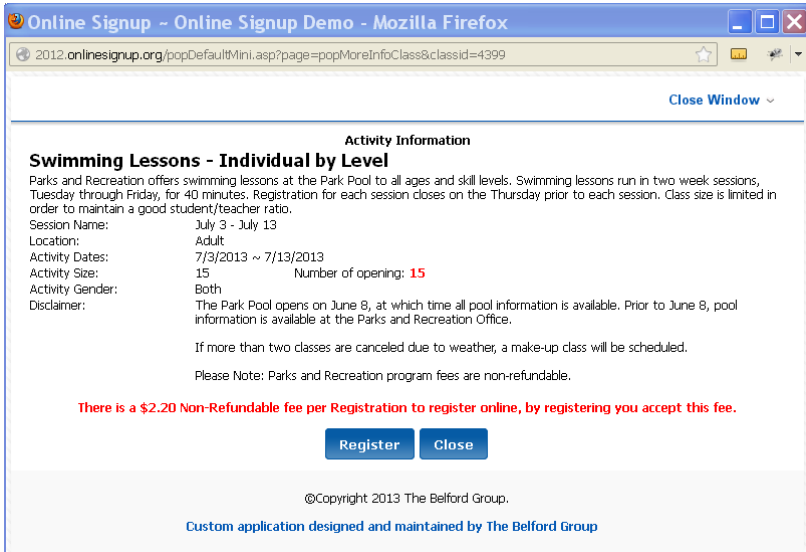 Online Signup ~ Online Signup Demo - Mozilla Firefox
2012.onlinesignup.org/popDefaultMini.asp?page=popMoreInfoClass&classid=4399
Close Window
Activity Information
Swimming Lessons - Individual by Level
Parks and Recreation offers swimming lessons at the Park Pool to all ages and skill levels. Swimming lessons run in two week sessions,
Tuesday through Friday, for 40 minutes. Registration for each session closes on the Thursday prior to each session. Class size is limited in
order to maintain a good student/teacher ratio.
Session Name: July 3 - July 13
Location: Adult
Activity Dates: 7/3/2013 ~ 7/13/2013
Activity Size: 15 Number of opening: 15
Activity Gender: Both
Disclaimer: The Park Pool opens on June 8, at which time all pool information is available. Prior to June 8, pool
information is available at the Parks and Recreation Office.
If more than two classes are canceled due to weather, a make-up class will be scheduled.
Please Note: Parks and Recreation program fees are non-refundable.
There is a $2.20 Non-Refundable fee per Registration to register online, by registering you accept this fee.
Register Close
©Copyright 2013 The Belford Group.
Custom application designed and maintained by The Belford Group